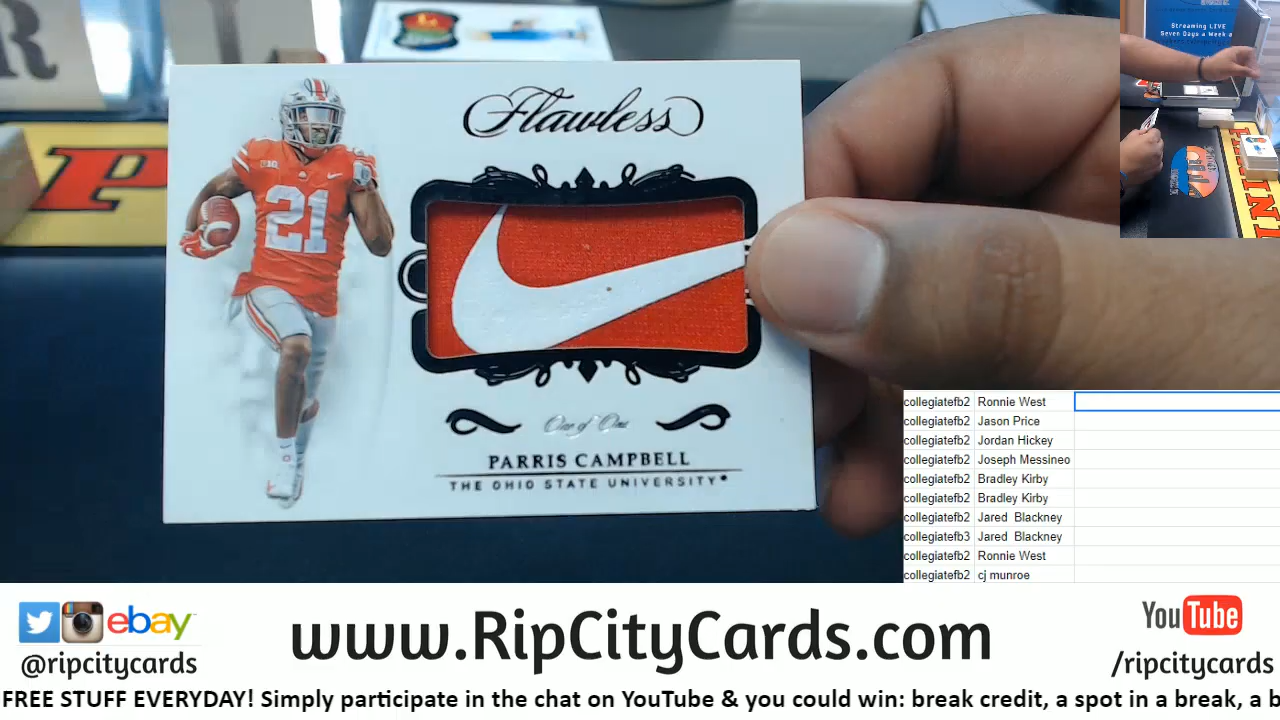 Streaming LIVE
Seven Days a Week
Flawless
21
One of One
PARRIS CAMPBELL
THE OHIO STATE UNIVERSITY
collegiatefb2 Ronnie West
collegiatefb2 Jason Price
collegiatefb2 Jordan Hickey
collegiatefb2 Joseph Messineo
collegiatefb2 Bradley Kirby
collegiatefb2 Bradley Kirby
collegiatefb2 Jared Blackney
collegiatefb3 Jared Blackney
collegiatefb2 Ronnie West
collegiatefb2 cj munroe
ebay
@ripcitycards
www.RipCityCards.com
YouTube
/ripcitycards
FREE STUFF EVERYDAY! Simply participate in the chat on YouTube & you could win: break credit, a spot in a break, a b